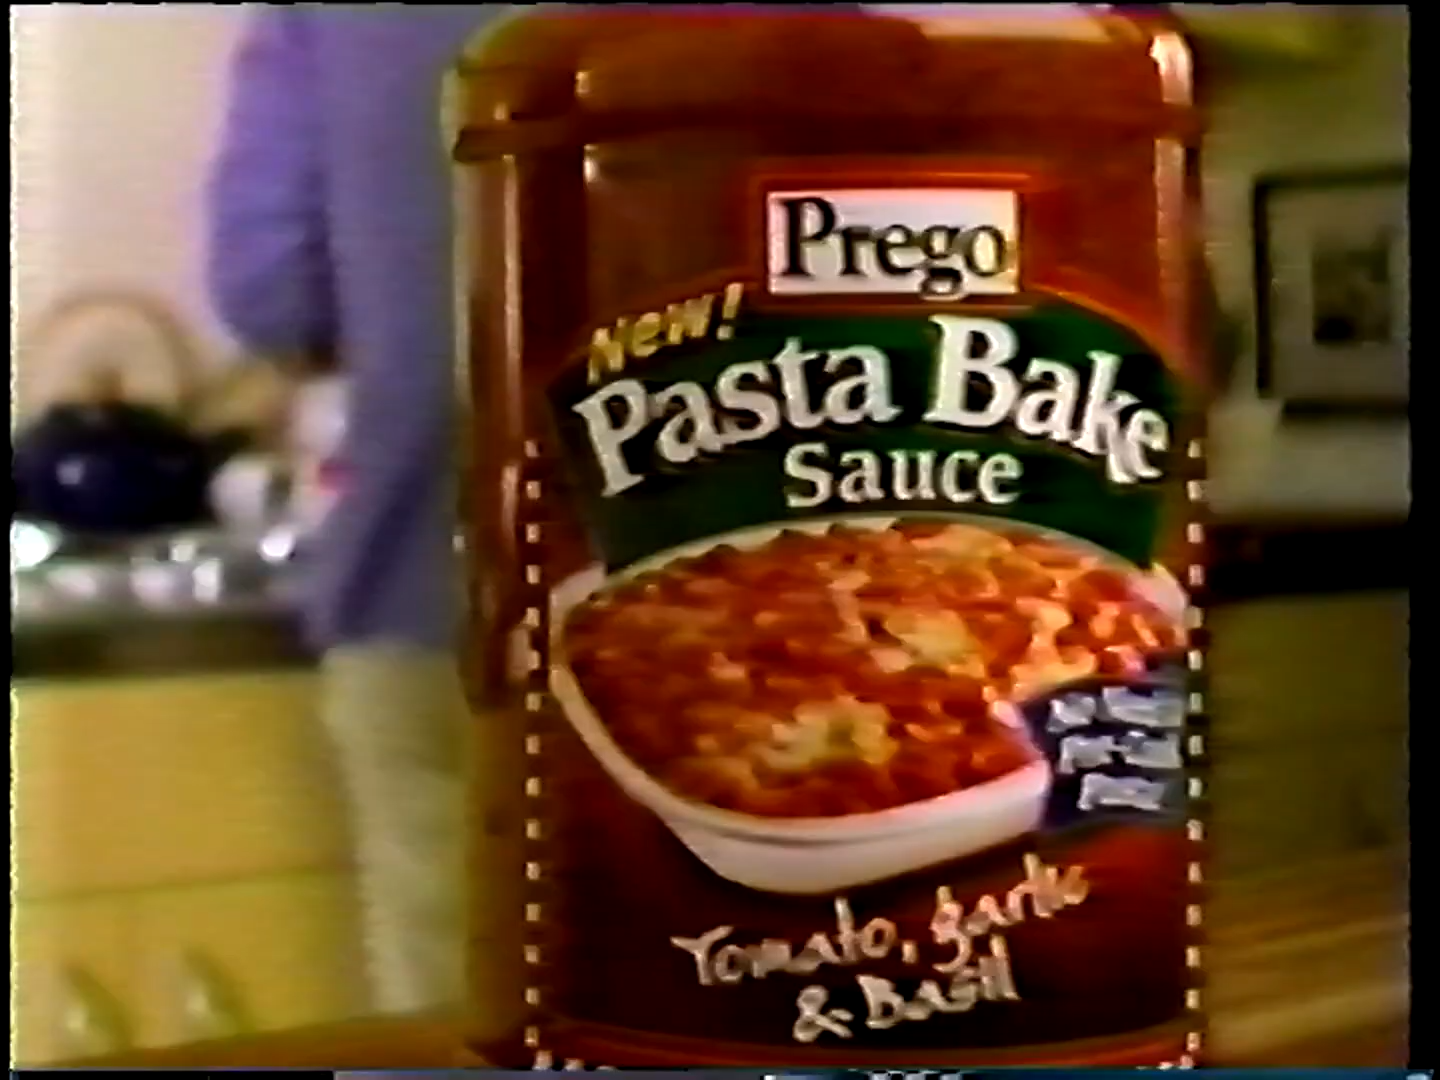 Prego
New!
Pasta Bake
Sauce
Tomato, Garlic
& Basil